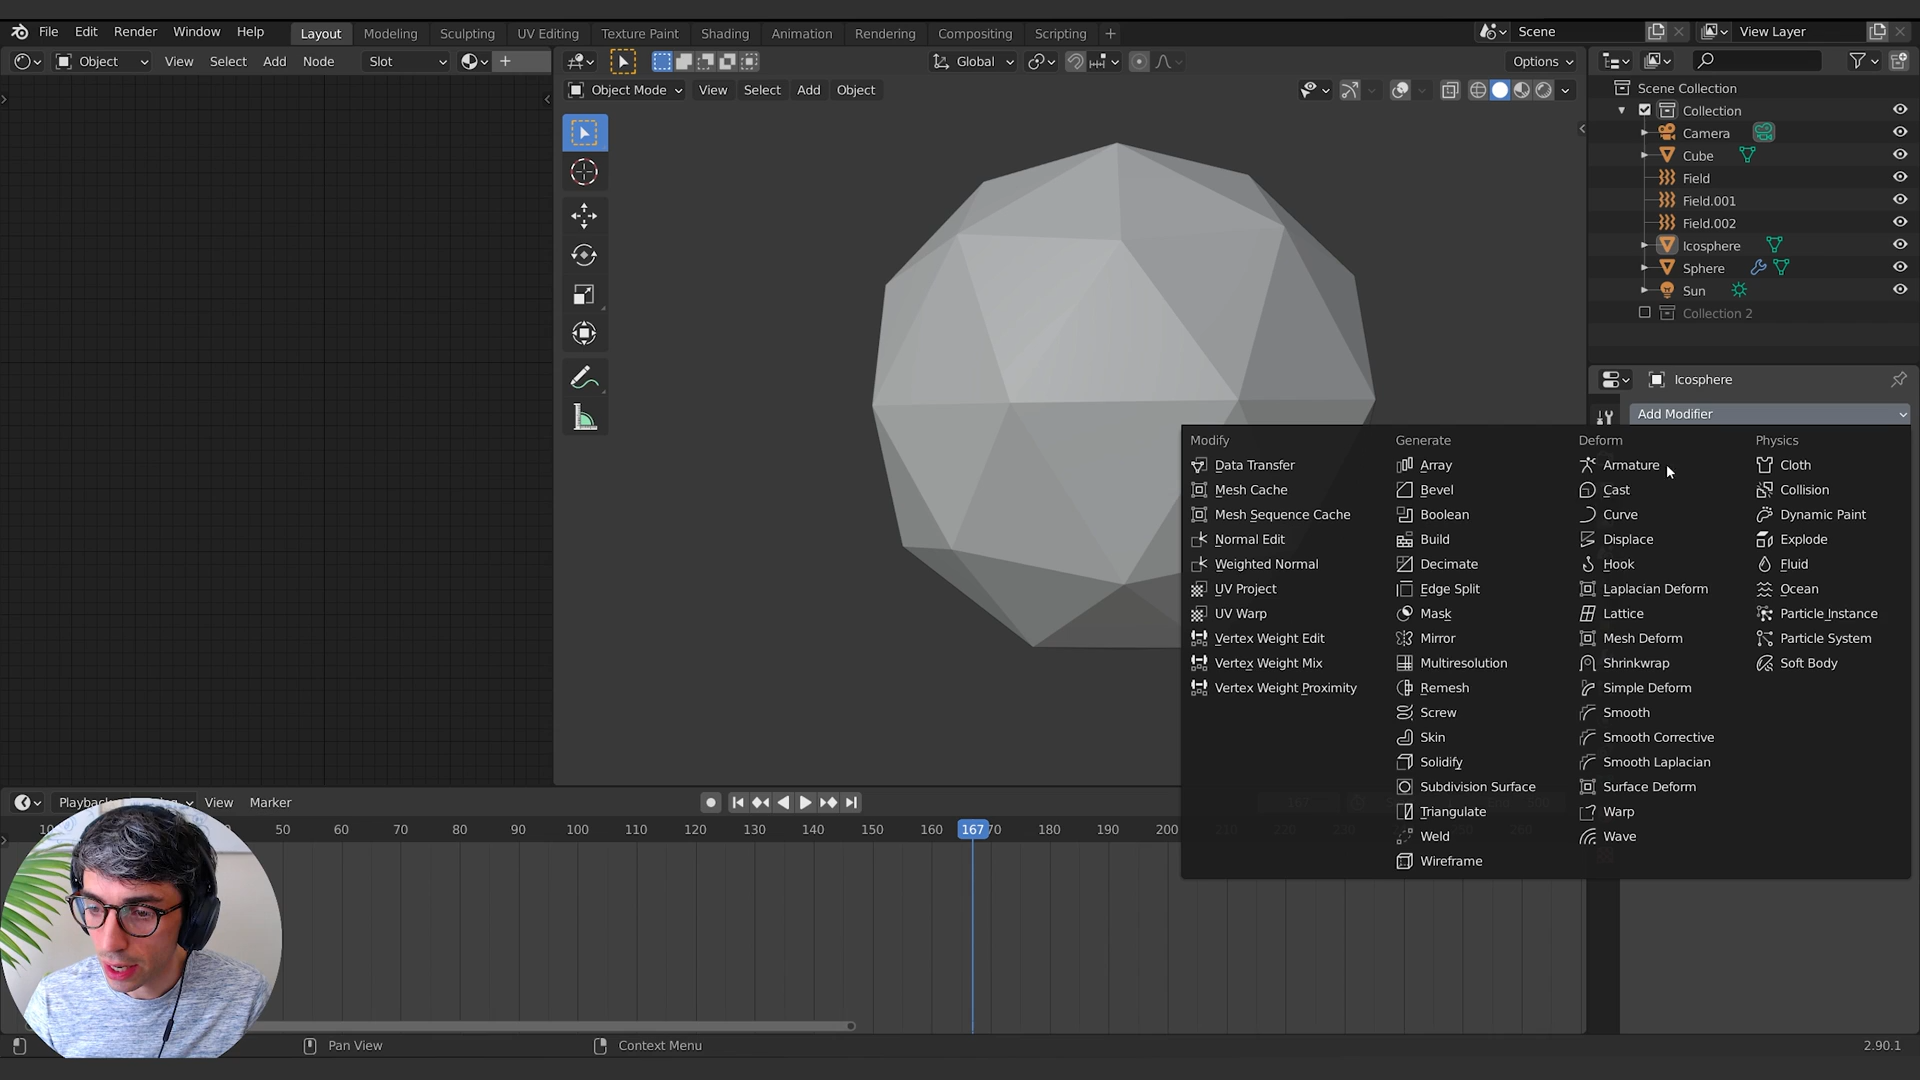 File Edit Render Window Help Layout Modeling Sculpting UV Editing Texture Paint Shading Animation Rendering Compositing Scripting + Scene View Layer
Object View Select Add Node Slot Global Options
Object Mode View Select Add Object
Scene Collection
Collection
Camera
Cube
Field
Field.001
Field.002
Icosphere
Sphere
Sun
Collection 2
Icosphere
Add Modifier
Modify
Data Transfer
Mesh Cache
Mesh Sequence Cache
Normal Edit
Weighted Normal
UV Project
UV Warp
Vertex Weight Edit
Vertex Weight Mix
Vertex Weight Proximity
Generate
Array
Bevel
Boolean
Build
Decimate
Edge Split
Mask
Mirror
Multiresolution
Remesh
Screw
Skin
Solidify
Subdivision Surface
Triangulate
Weld
Wireframe
Deform
Armature
Cast
Curve
Displace
Hook
Laplacian Deform
Lattice
Mesh Deform
Shrinkwrap
Simple Deform
Smooth
Smooth Corrective
Smooth Laplacian
Surface Deform
Warp
Wave
Physics
Cloth
Collision
Dynamic Paint
Explode
Fluid
Ocean
Particle Instance
Particle System
Soft Body
View Marker
50 60 70 80 90 100 110 120 130 140 150 160 167 70 180 190 200 210 220 230 240 250 260
Pan View Context Menu 2.90.1